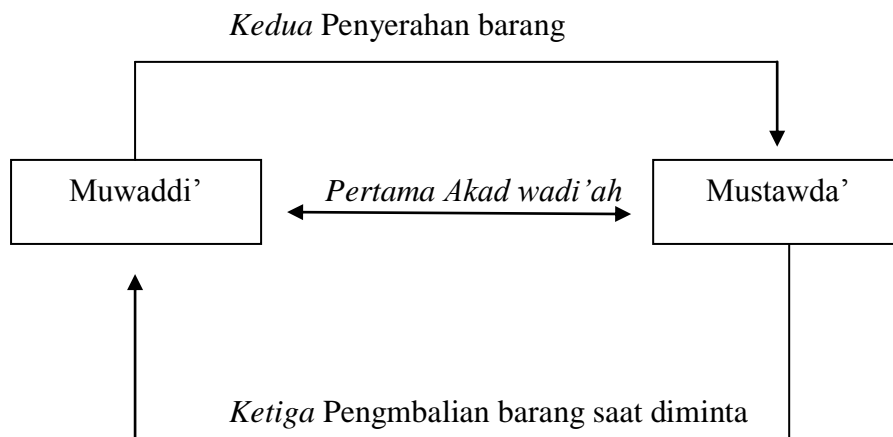 Kedua Penyerahan barang
Muwaddi’
Pertama Akad wadi’ah
Mustawda’
Ketiga Pengmbalian barang saat diminta